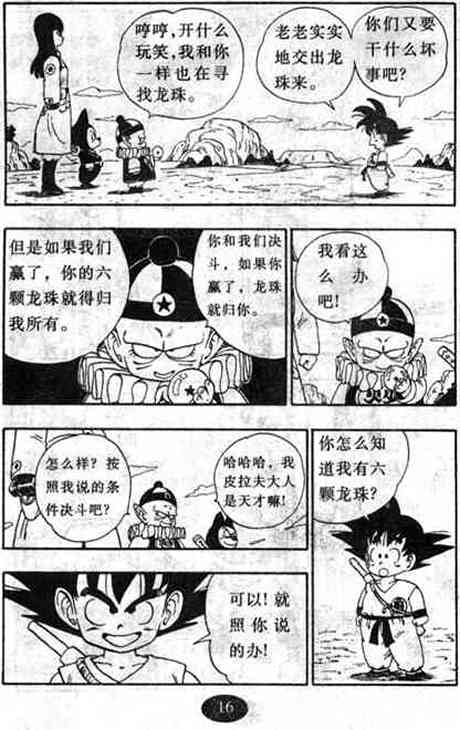 你们又要
干什么坏
事吧?
老老实实
地交出龙
珠来。
哼哼,开什么
玩笑,我和你
一样也在寻
找龙珠。
我看这
么办
吧!
你和我们决
斗,如果你
赢了,龙珠
就归你。
但是如果我们
赢了,你的六
颗龙珠就得归
我所有。
你怎么知
道我有六
颗龙珠?
哈哈哈,我
皮拉夫大人
是天才嘛!
怎么样?按
照我说的条
件决斗吧?
可以!就
照你说
的办!
16